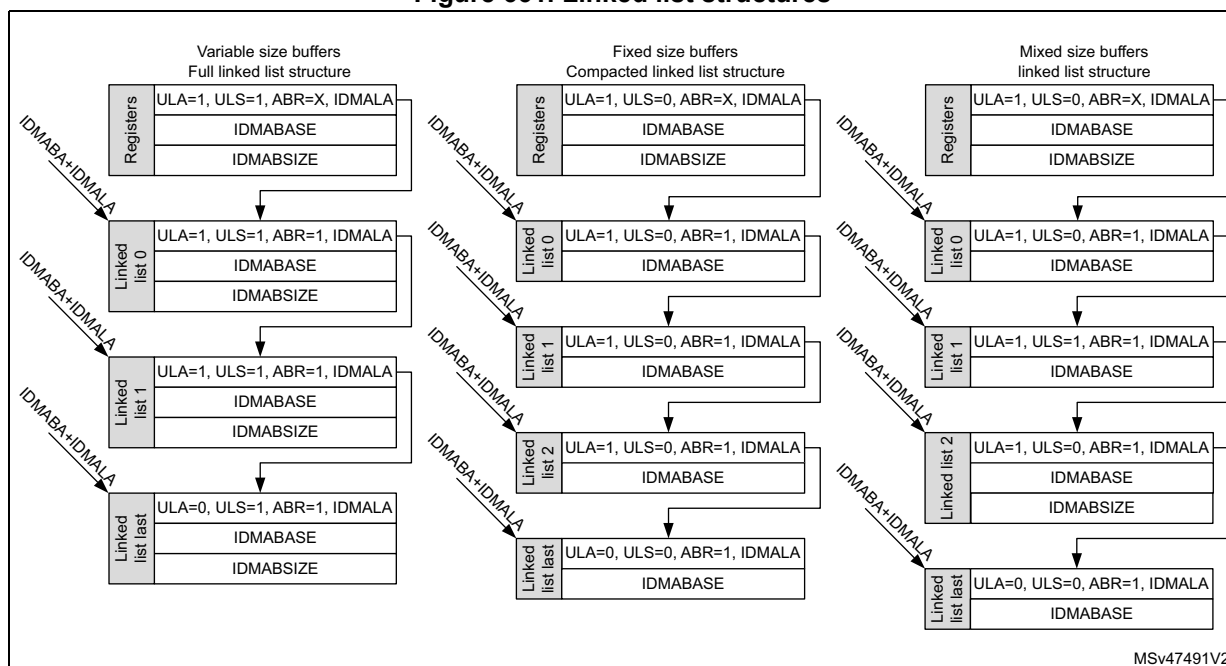 Figure 681. Linked list structures
Variable size buffers
Full linked list structure
Registers
ULA=1, ULS=1, ABR=X, IDMALA
IDMABASE
IDMABSIZE
IDMABA+IDMALA
Linked
list 0
ULA=1, ULS=1, ABR=1, IDMALA
IDMABASE
IDMABSIZE
IDMABA+IDMALA
Linked
list 1
ULA=1, ULS=1, ABR=1, IDMALA
IDMABASE
IDMABSIZE
IDMABA+IDMALA
Linked
list last
ULA=0, ULS=1, ABR=1, IDMALA
IDMABASE
IDMABSIZE
Fixed size buffers
Compacted linked list structure
Registers
ULA=1, ULS=0, ABR=X, IDMALA
IDMABASE
IDMABSIZE
IDMABA+IDMALA
Linked
list 0
ULA=1, ULS=0, ABR=1, IDMALA
IDMABASE
IDMABA+IDMALA
Linked
list 1
ULA=1, ULS=0, ABR=1, IDMALA
IDMABASE
IDMABA+IDMALA
Linked
list 2
ULA=1, ULS=0, ABR=1, IDMALA
IDMABASE
IDMABA+IDMALA
Linked
list last
ULA=0, ULS=0, ABR=1, IDMALA
IDMABASE
Mixed size buffers
linked list structure
Registers
ULA=1, ULS=0, ABR=X, IDMALA
IDMABASE
IDMABSIZE
IDMABA+IDMALA
Linked
list 0
ULA=1, ULS=0, ABR=1, IDMALA
IDMABASE
IDMABA+IDMALA
Linked
list 1
ULA=1, ULS=1, ABR=1, IDMALA
IDMABASE
IDMABA+IDMALA
Linked list 2
ULA=1, ULS=0, ABR=1, IDMALA
IDMABASE
IDMABSIZE
IDMABA+IDMALA
Linked
list last
ULA=0, ULS=0, ABR=1, IDMALA
IDMABASE
MSv47491V2